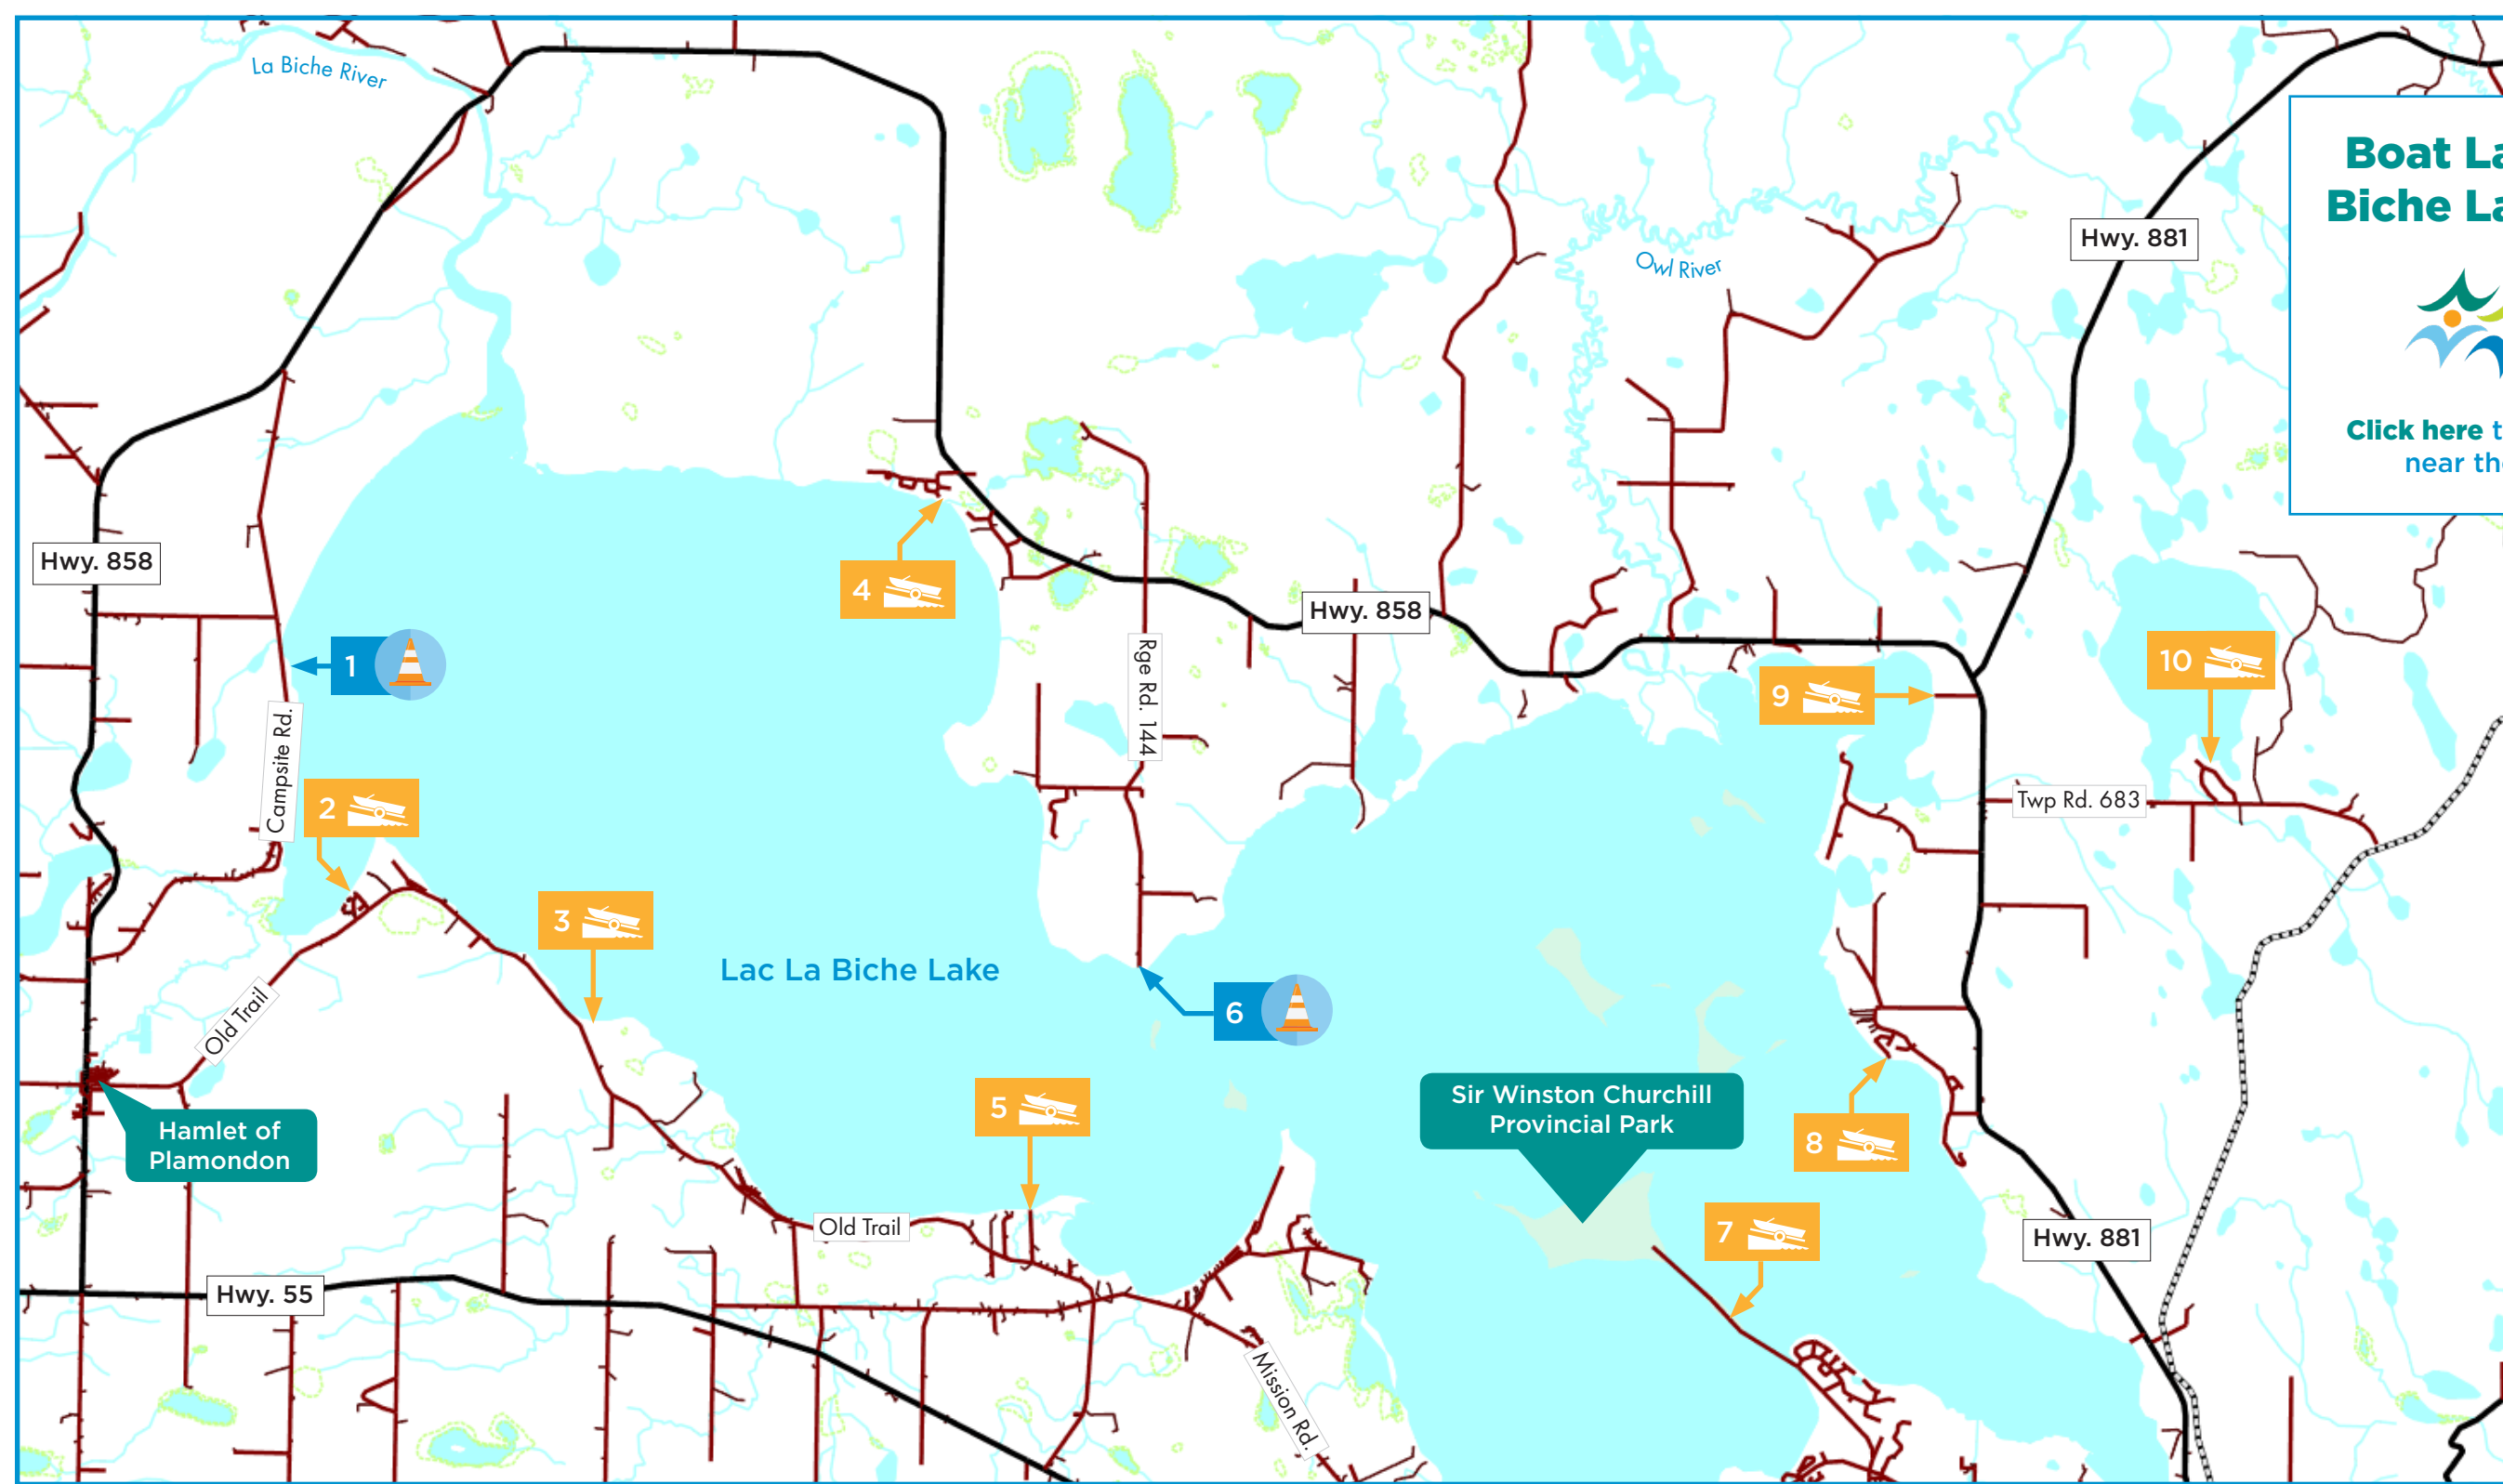 La Biche River
Boat La
Biche La
Hwy. 881
Owl River
Click here t
near th
Hwy. 858
4
Hwy. 858
1
Rge Rd. 144
10
9
Campsite Rd.
2
Twp Rd. 683
3
Lac La Biche Lake
6
Old Trail
5
Sir Winston Churchill
Provincial Park
Hamlet of
Plamondon
8
Old Trail
7
Hwy. 881
Hwy. 55
Mission Rd.